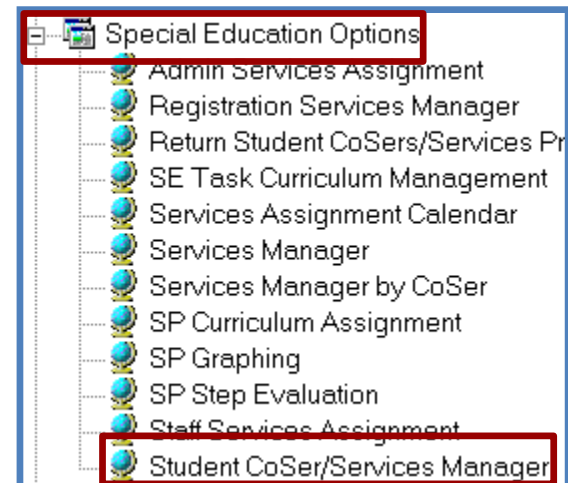 Special Education Options
Admin Services Assignment
Registration Services Manager
Return Student CoSers/Services Pr
SE Task Curriculum Management
Services Assignment Calendar
Services Manager
Services Manager by CoSer
SP Curriculum Assignment
SP Graphing
SP Step Evaluation
Staff Services Assignment
Student CoSer/Services Manager